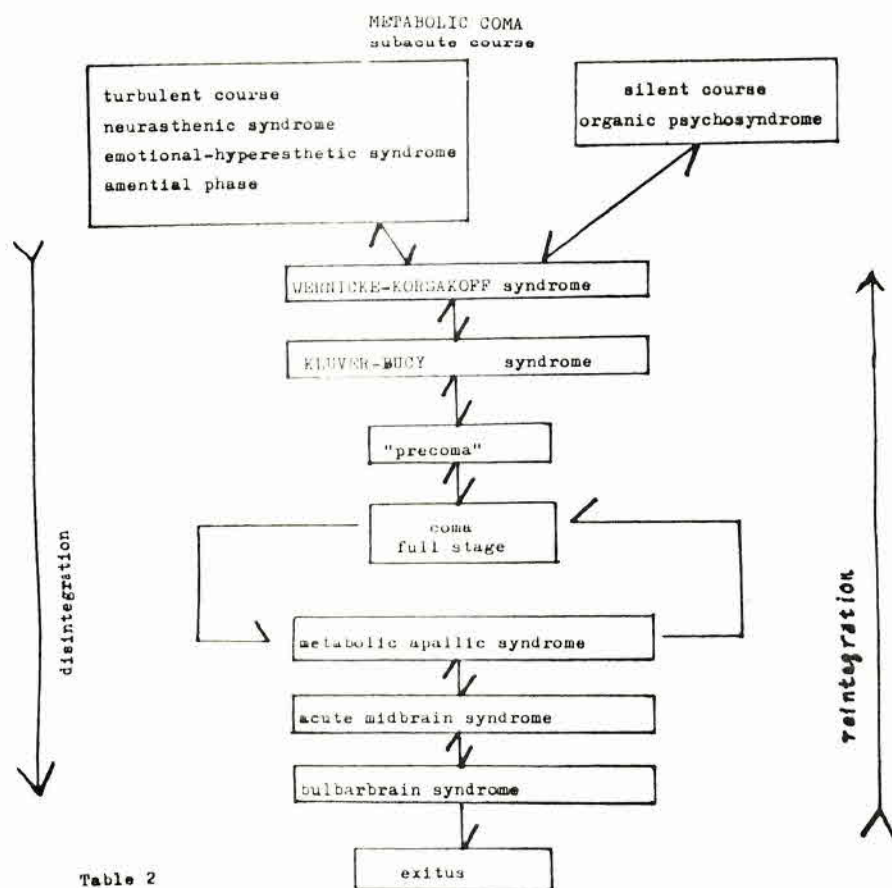 METABOLIC COMA
subacute course
turbulent course
neurasthenic syndrome
emotional-hyperesthetic syndrome
amential phase
silent course
organic psychosyndrome
WERNICKE-KORSAKOFF syndrome
KLUVER-BUCY syndrome
"precoma"
coma
full stage
metabolic apallic syndrome
acute midbrain syndrome
bulbarbrain syndrome
exitus
disintegration
reintegration
Table 2